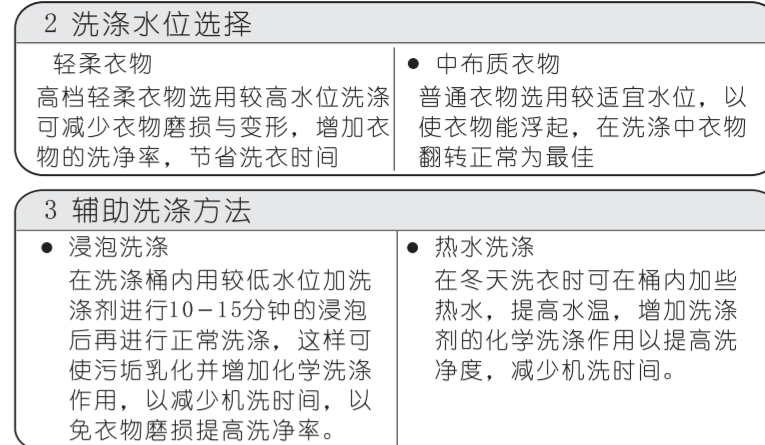 2 洗涤水位选择
轻柔衣物
高档轻柔衣物选用较高水位洗涤
可减少衣物磨损与变形，增加衣
物的洗净率，节省洗衣时间
● 中布质衣物
普通衣物选用较适宜水位，以
使衣物能浮起，在洗涤中衣物
翻转正常为最佳
3 辅助洗涤方法
● 浸泡洗涤
在洗涤桶内用较低水位加洗
涤剂进行10－15分钟的浸泡
后再进行正常洗涤，这样可
使污垢乳化并增加化学洗涤
作用，以减少机洗时间，以
免衣物磨损提高洗净率。
● 热水洗涤
在冬天洗衣时可在桶内加些
热水，提高水温，增加洗涤
剂的化学洗涤作用以提高洗
净度，减少机洗时间。